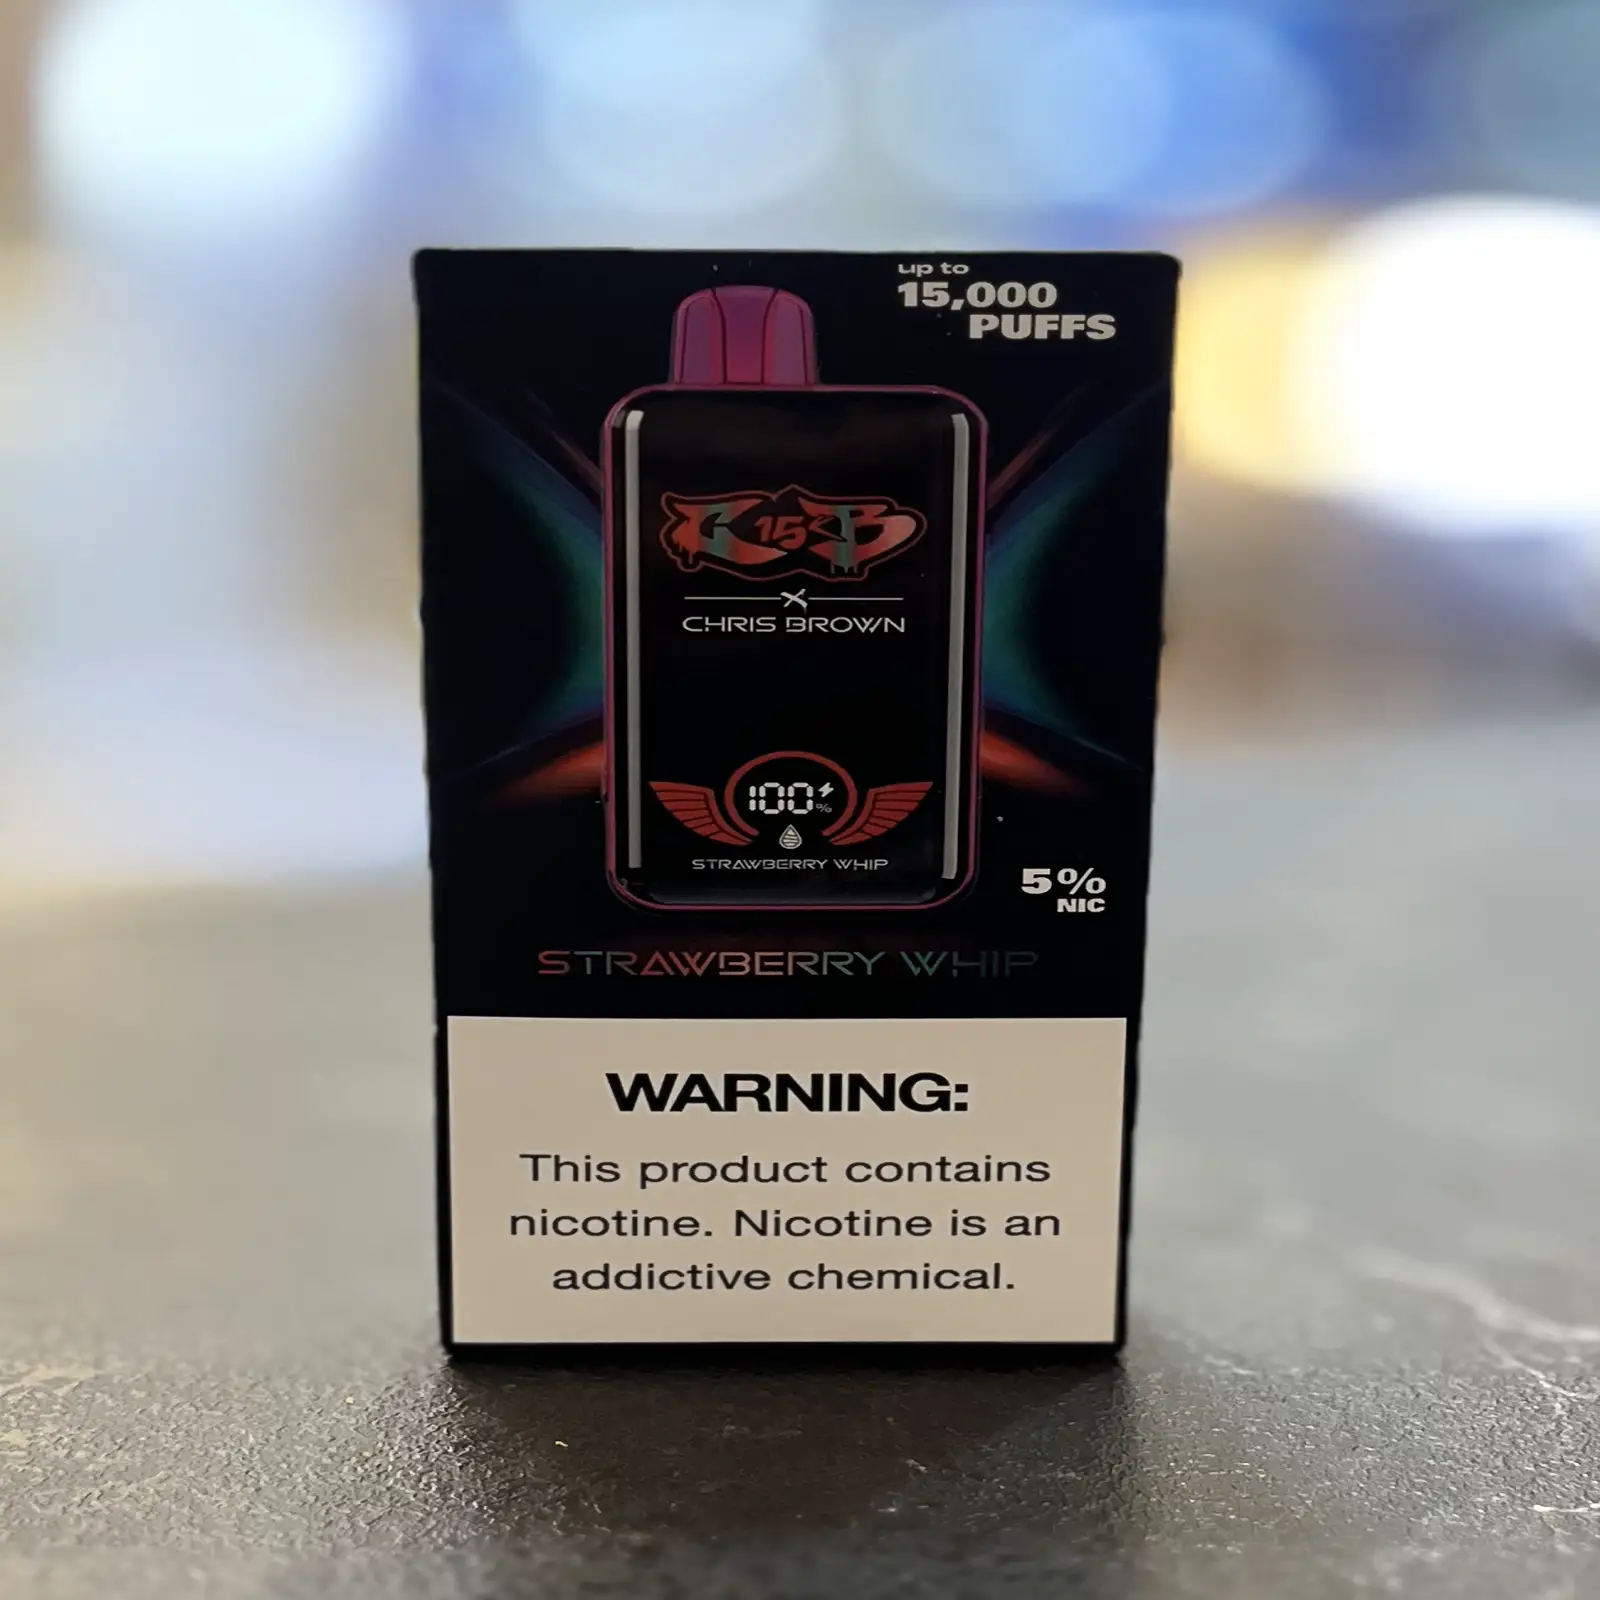 up to
15,000
PUFFS
C 15 B
X
CHRIS BROWN
100%
STRAWBERRY WHIP
5%
NIC
STRAWBERRY WHIP
WARNING:
This product contains
nicotine. Nicotine is an
addictive chemical.